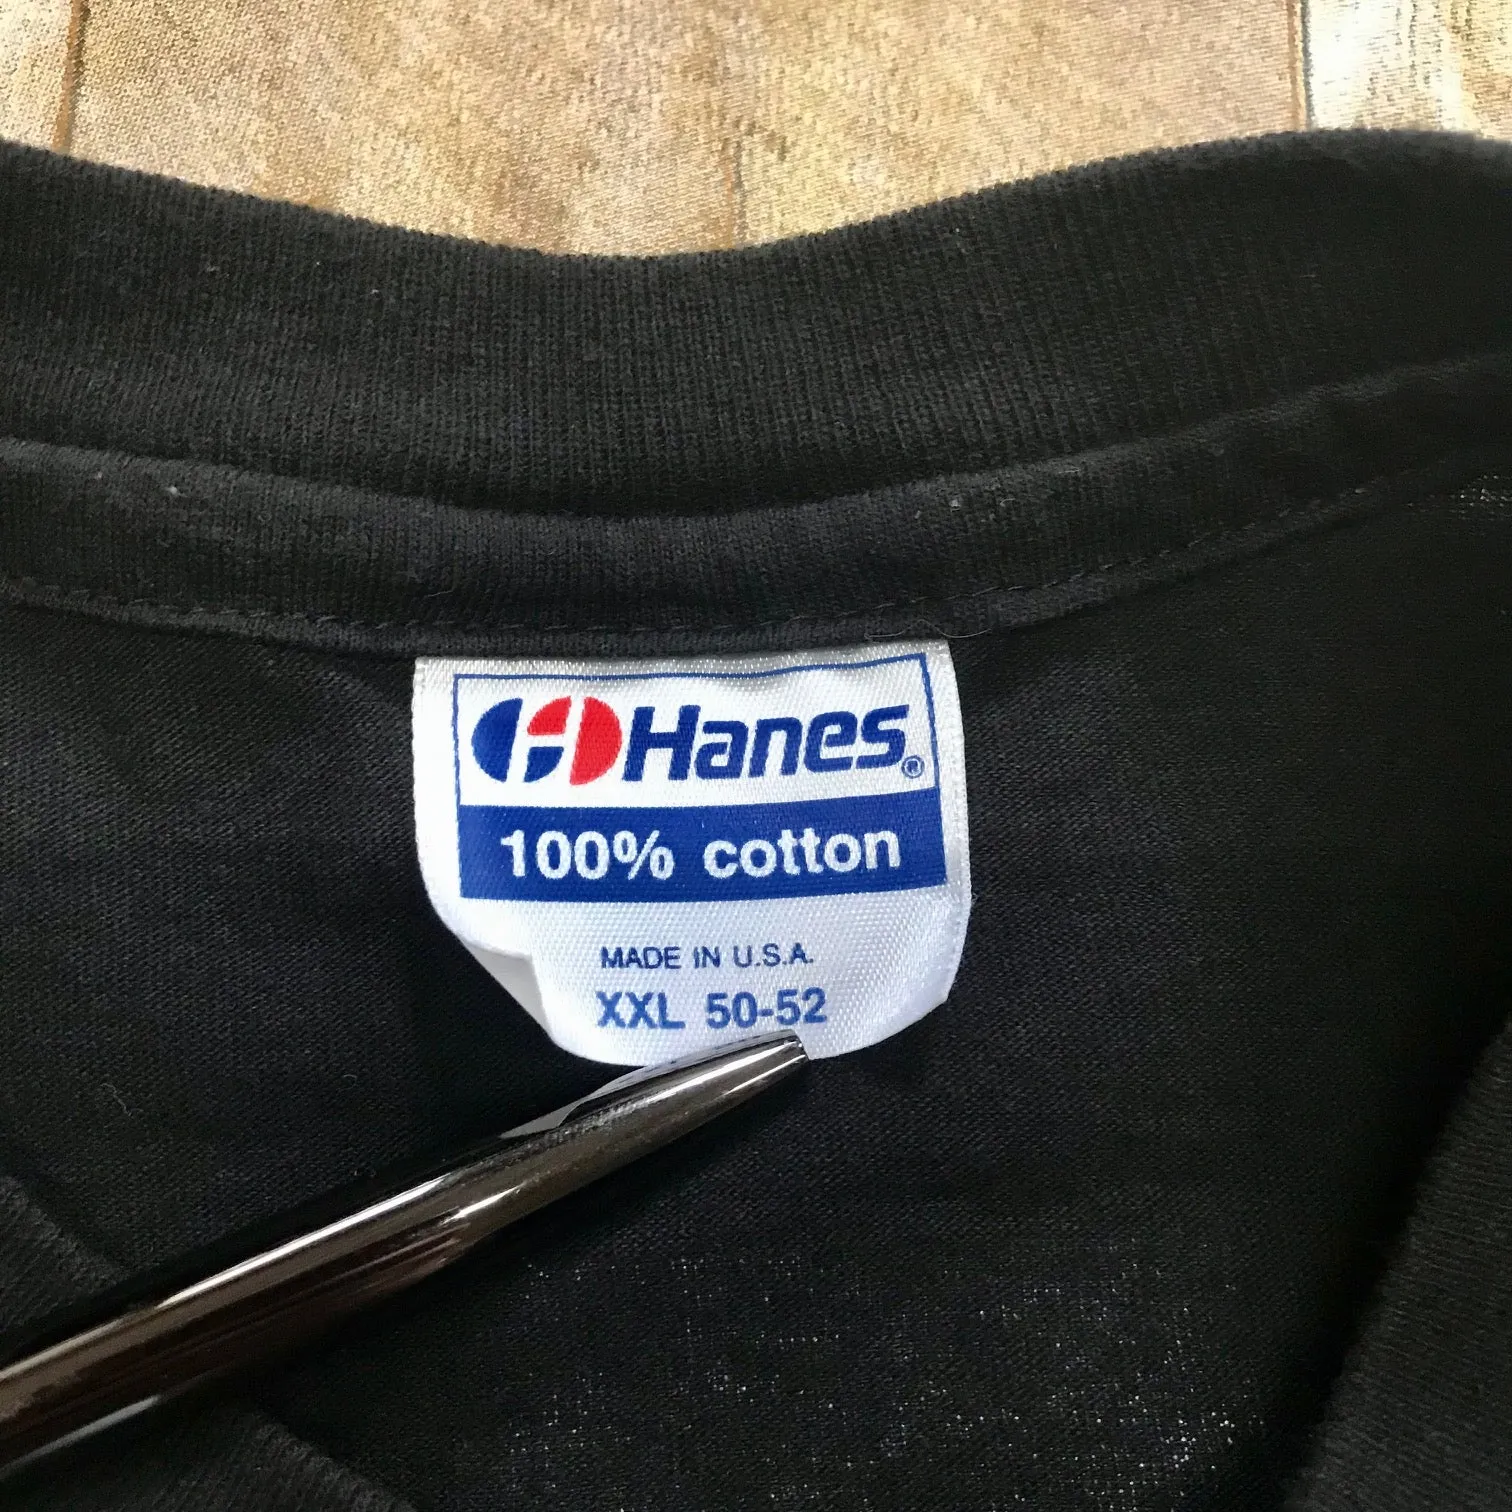 Hanes®
100% cotton
MADE IN U.S.A.
XXL 50-52